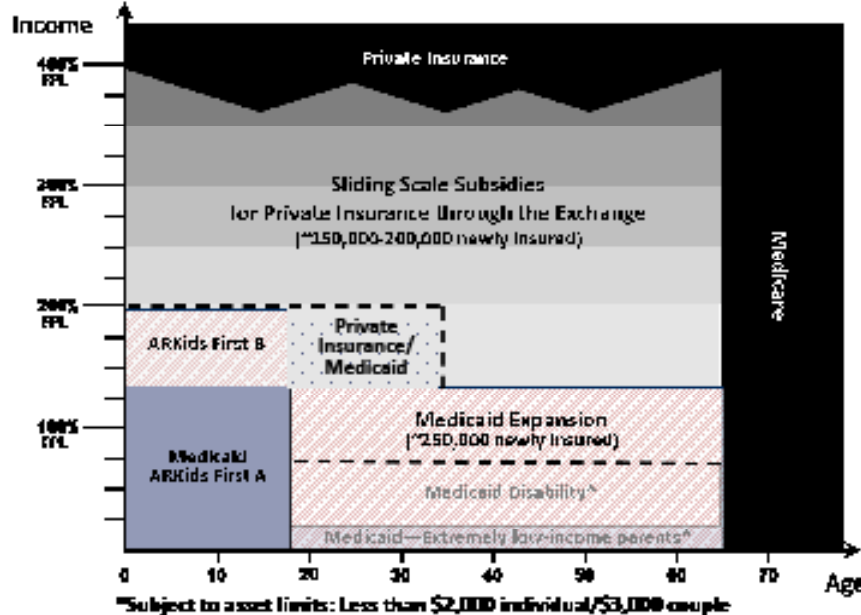 Income
Private Insurance
400%
FPL
Sliding Scale Subsidies
300%
FPL
for Private Insurance through the Exchange
(~150,000-200,000 newly insured)
Medicare
200%
FPL
ARKids First B
Private
Insurance/
Medicaid
Medicaid Expansion
(~250,000 newly insured)
100%
FPL
Medicaid
ARKids First A
Medicaid Disability*
Medicaid—Extremely low-income parents*
0 10 20 30 40 50 60 70
Age
*Subject to asset limits: Less than $2,000 individual/$3,000 couple